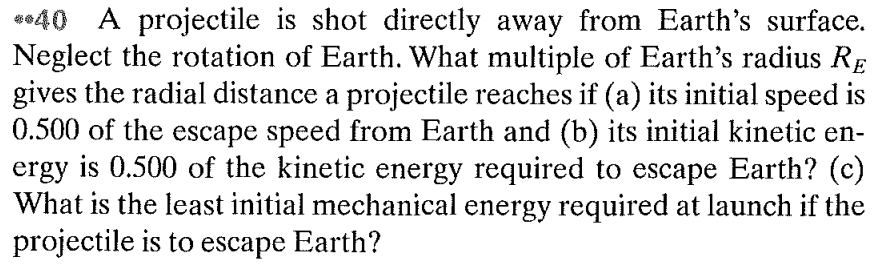 ••40 A projectile is shot directly away from Earth's surface.
Neglect the rotation of Earth. What multiple of Earth's radius R_E
gives the radial distance a projectile reaches if (a) its initial speed is
0.500 of the escape speed from Earth and (b) its initial kinetic en-
ergy is 0.500 of the kinetic energy required to escape Earth? (c)
What is the least initial mechanical energy required at launch if the
projectile is to escape Earth?